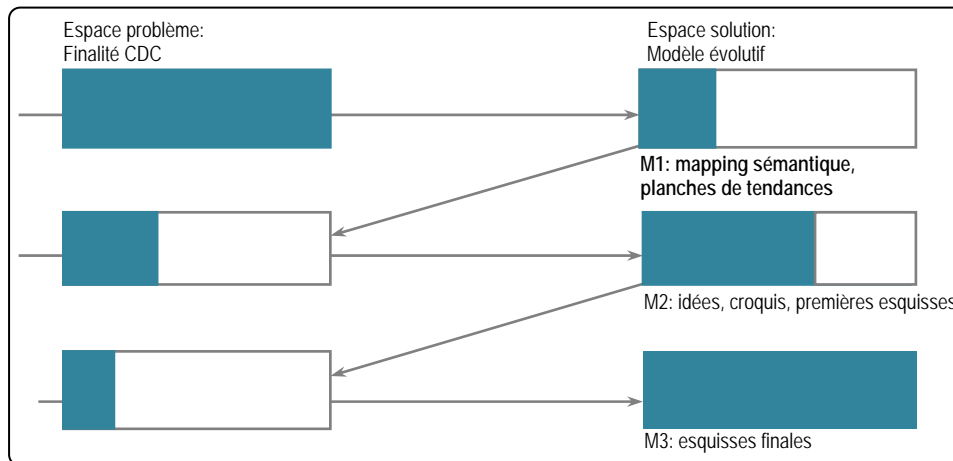 Espace problème:
Finalité CDC
Espace solution:
Modèle évolutif
M1: mapping sémantique,
planches de tendances
M2: idées, croquis, premières esquisses
M3: esquisses finales